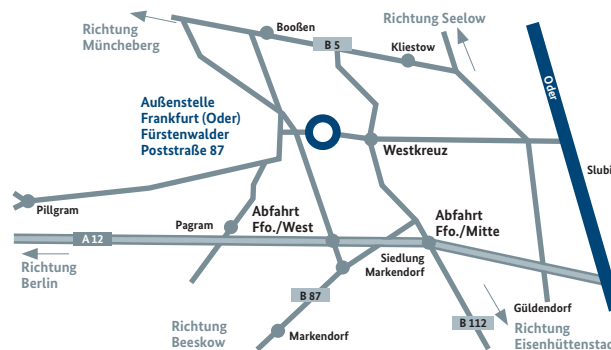 Richtung
Müncheberg
Booßen
B 5
Richtung Seelow
Kliestow
Oder
Außenstelle
Frankfurt (Oder)
Fürstenwalder
Poststraße 87
Westkreuz
Slubi
Pillgram
Pagram
Abfahrt
Ffo./West
Abfahrt
Ffo./Mitte
A 12
Richtung
Berlin
Siedlung
Markendorf
B 87
Güldendorf
Richtung
Beeskow
Markendorf
B 112
Richtung
Eisenhüttenstad